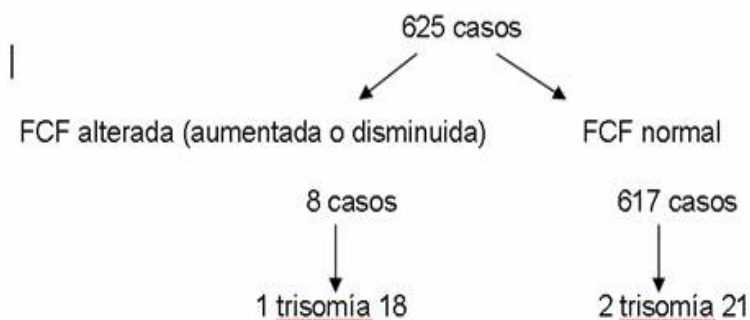 625 casos
FCF alterada (aumentada o disminuida) FCF normal
8 casos 617 casos
1 trisomía 18 2 trisomía 21